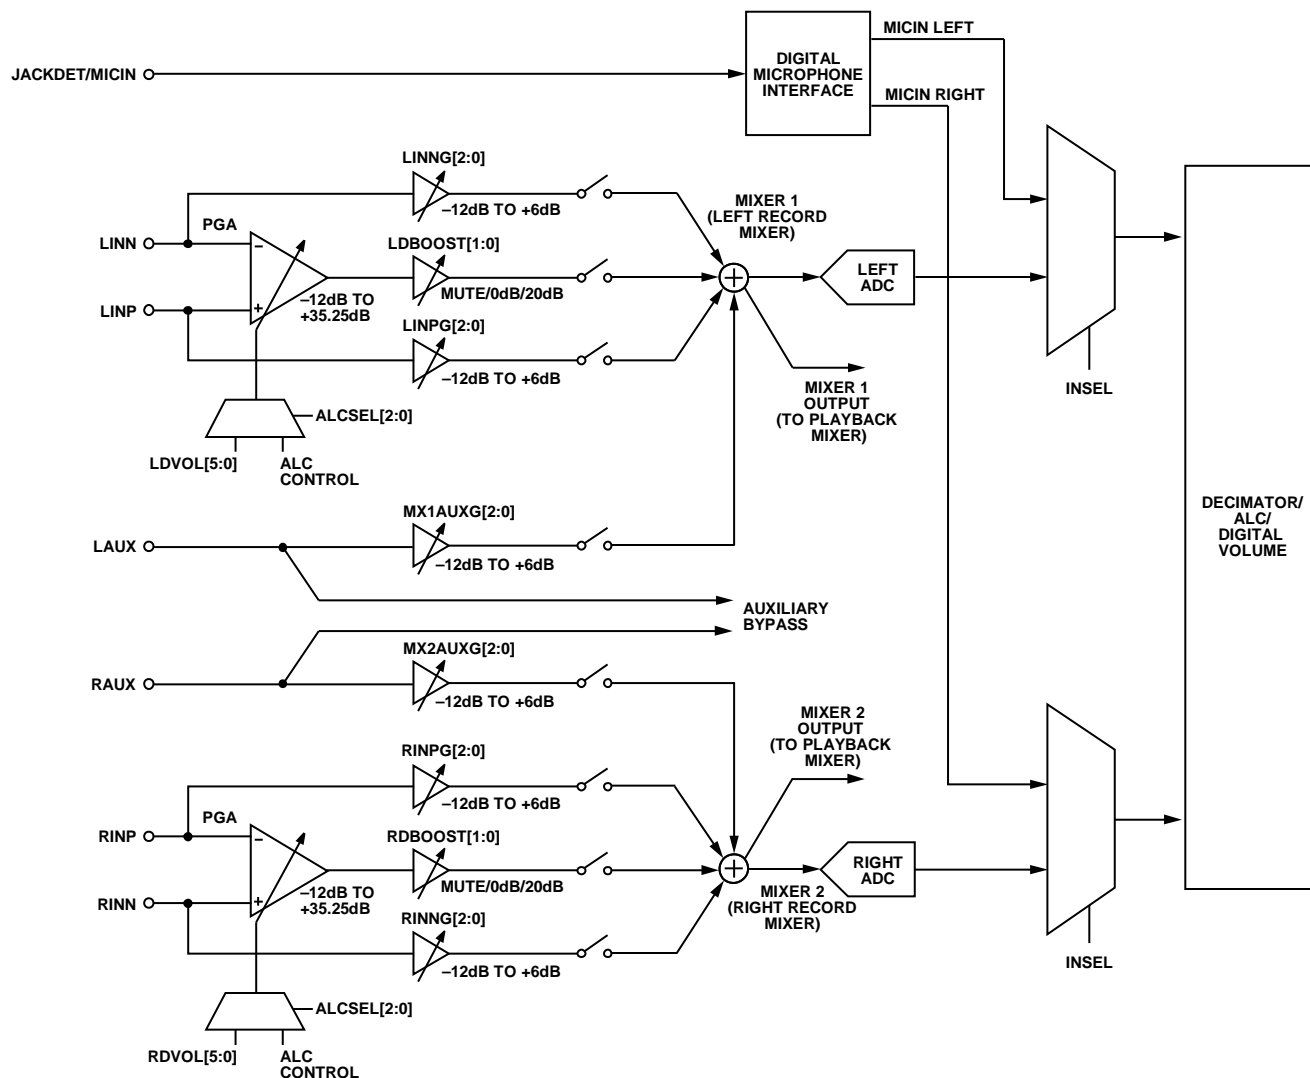 MICIN LEFT
JACKDET/MICIN
DIGITAL
MICROPHONE
INTERFACE
MICIN RIGHT
LINNG[2:0]
–12dB TO +6dB
MIXER 1
(LEFT RECORD
MIXER)
PGA
LINN
LDBOOST[1:0]
MUTE/0dB/20dB
–
+
LINP
–12dB TO
+35.25dB
LEFT
ADC
LINPG[2:0]
–12dB TO +6dB
MIXER 1
OUTPUT
(TO PLAYBACK
MIXER)
INSEL
ALCSEL[2:0]
LDVOL[5:0]
ALC
CONTROL
MX1AUXG[2:0]
LAUX
–12dB TO +6dB
DECIMATOR/
ALC/
DIGITAL
VOLUME
AUXILIARY
BYPASS
MX2AUXG[2:0]
RAUX
–12dB TO +6dB
MIXER 2
OUTPUT
(TO PLAYBACK
MIXER)
RINPG[2:0]
–12dB TO +6dB
PGA
RINP
RDBOOST[1:0]
MUTE/0dB/20dB
–
+
RINN
–12dB TO
+35.25dB
RIGHT
ADC
MIXER 2
(RIGHT RECORD
MIXER)
RINNG[2:0]
–12dB TO +6dB
INSEL
ALCSEL[2:0]
RDVOL[5:0]
ALC
CONTROL